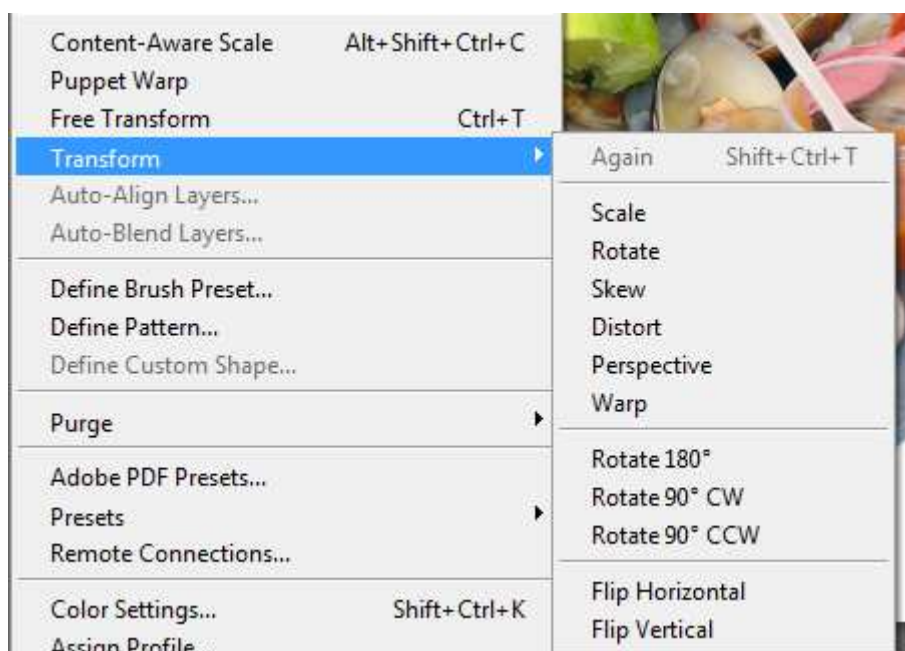 Content-Aware Scale Alt+Shift+Ctrl+C
Puppet Warp
Free Transform Ctrl+T
Transform
Auto-Align Layers...
Auto-Blend Layers...
Define Brush Preset...
Define Pattern...
Define Custom Shape...
Purge
Adobe PDF Presets...
Presets
Remote Connections...
Color Settings... Shift+Ctrl+K
Assign Profile...
Again Shift+Ctrl+T
Scale
Rotate
Skew
Distort
Perspective
Warp
Rotate 180°
Rotate 90° CW
Rotate 90° CCW
Flip Horizontal
Flip Vertical